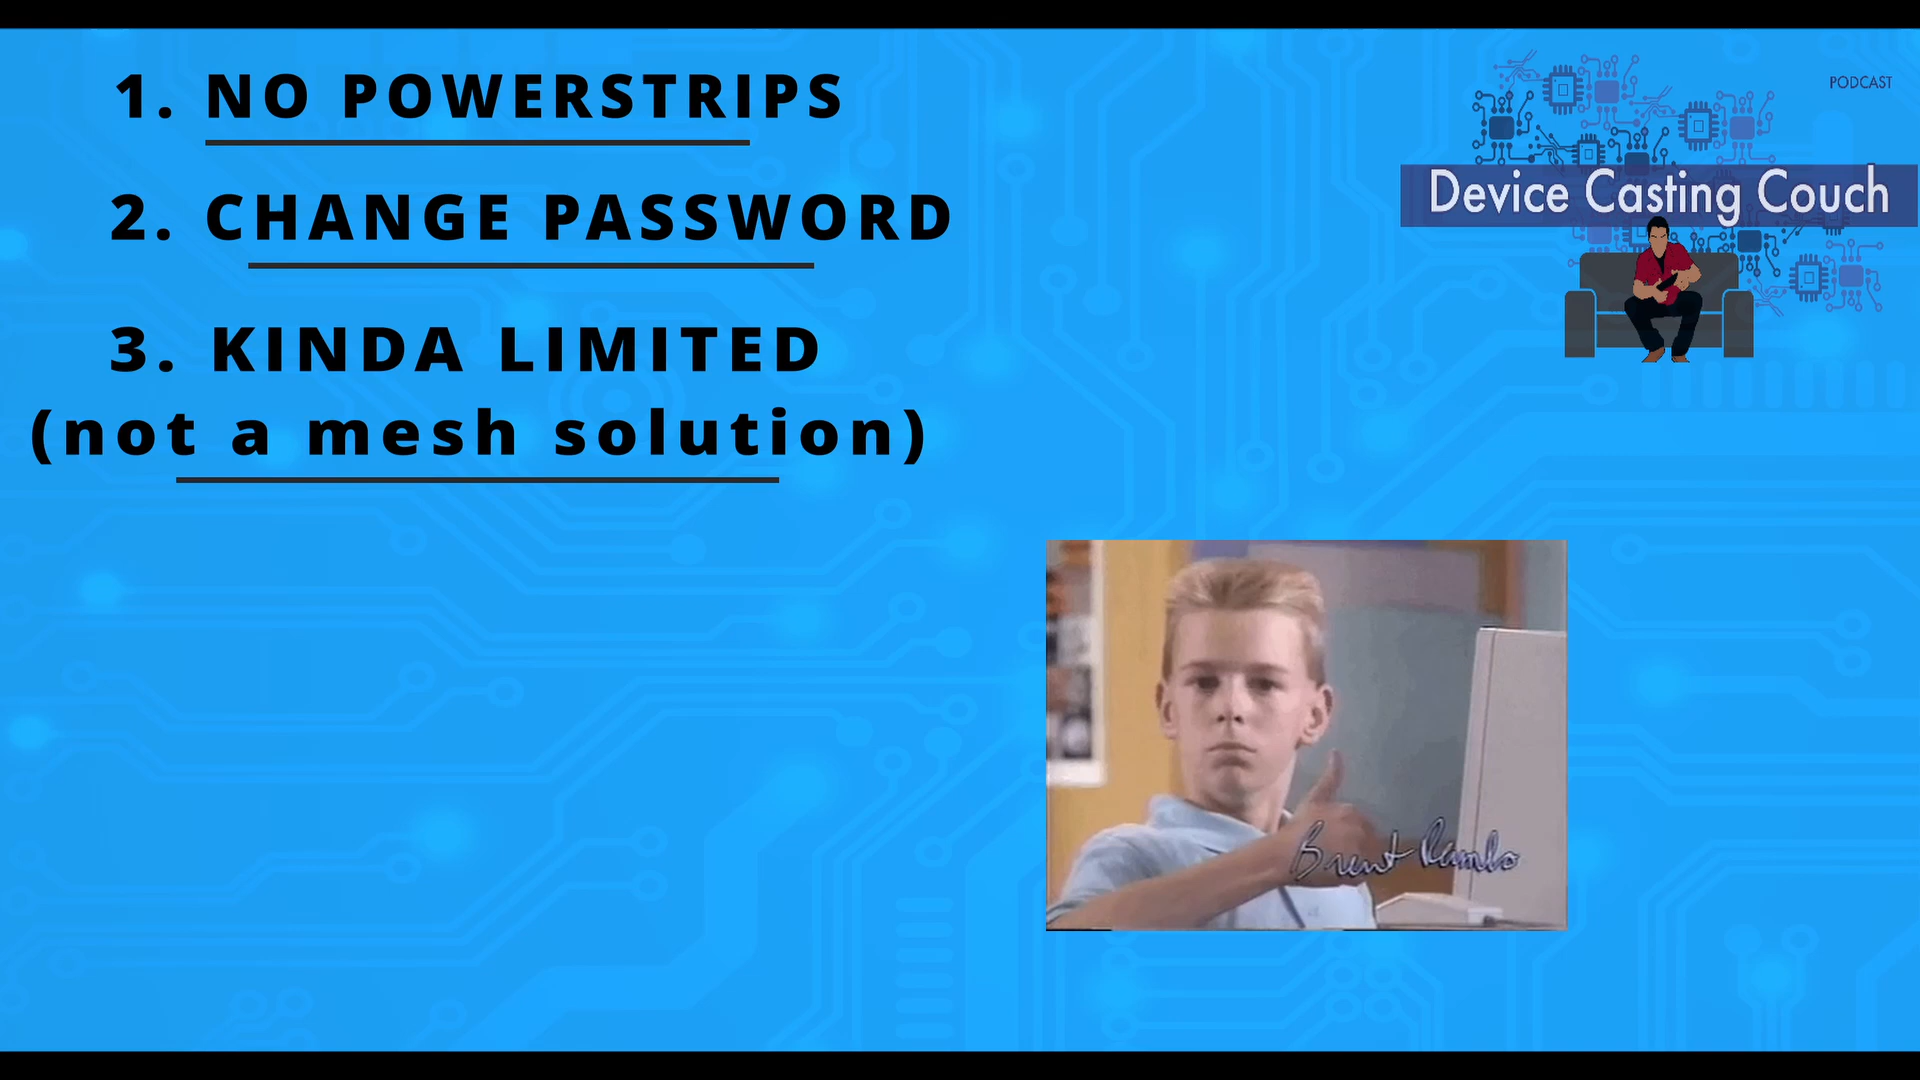 1. NO POWERSTRIPS
2. CHANGE PASSWORD
3. KINDA LIMITED
(not a mesh solution)
PODCAST
Device Casting Couch
Brent Rambo